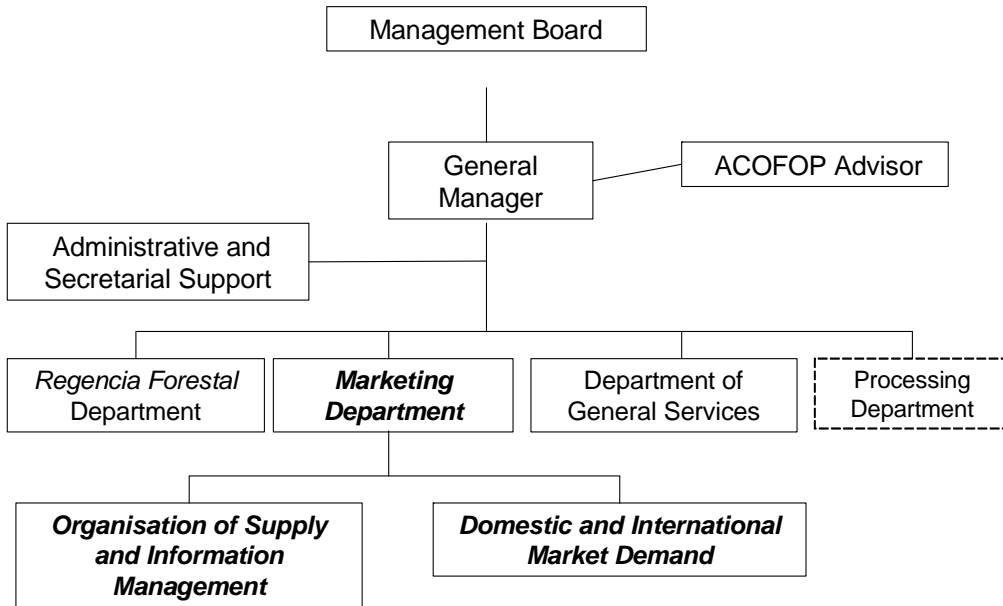 Management Board
General
Manager
ACOFOP Advisor
Administrative and
Secretarial Support
Regencia Forestal
Department
Marketing
Department
Department of
General Services
Processing
Department
Organisation of Supply
and Information
Management
Domestic and International
Market Demand